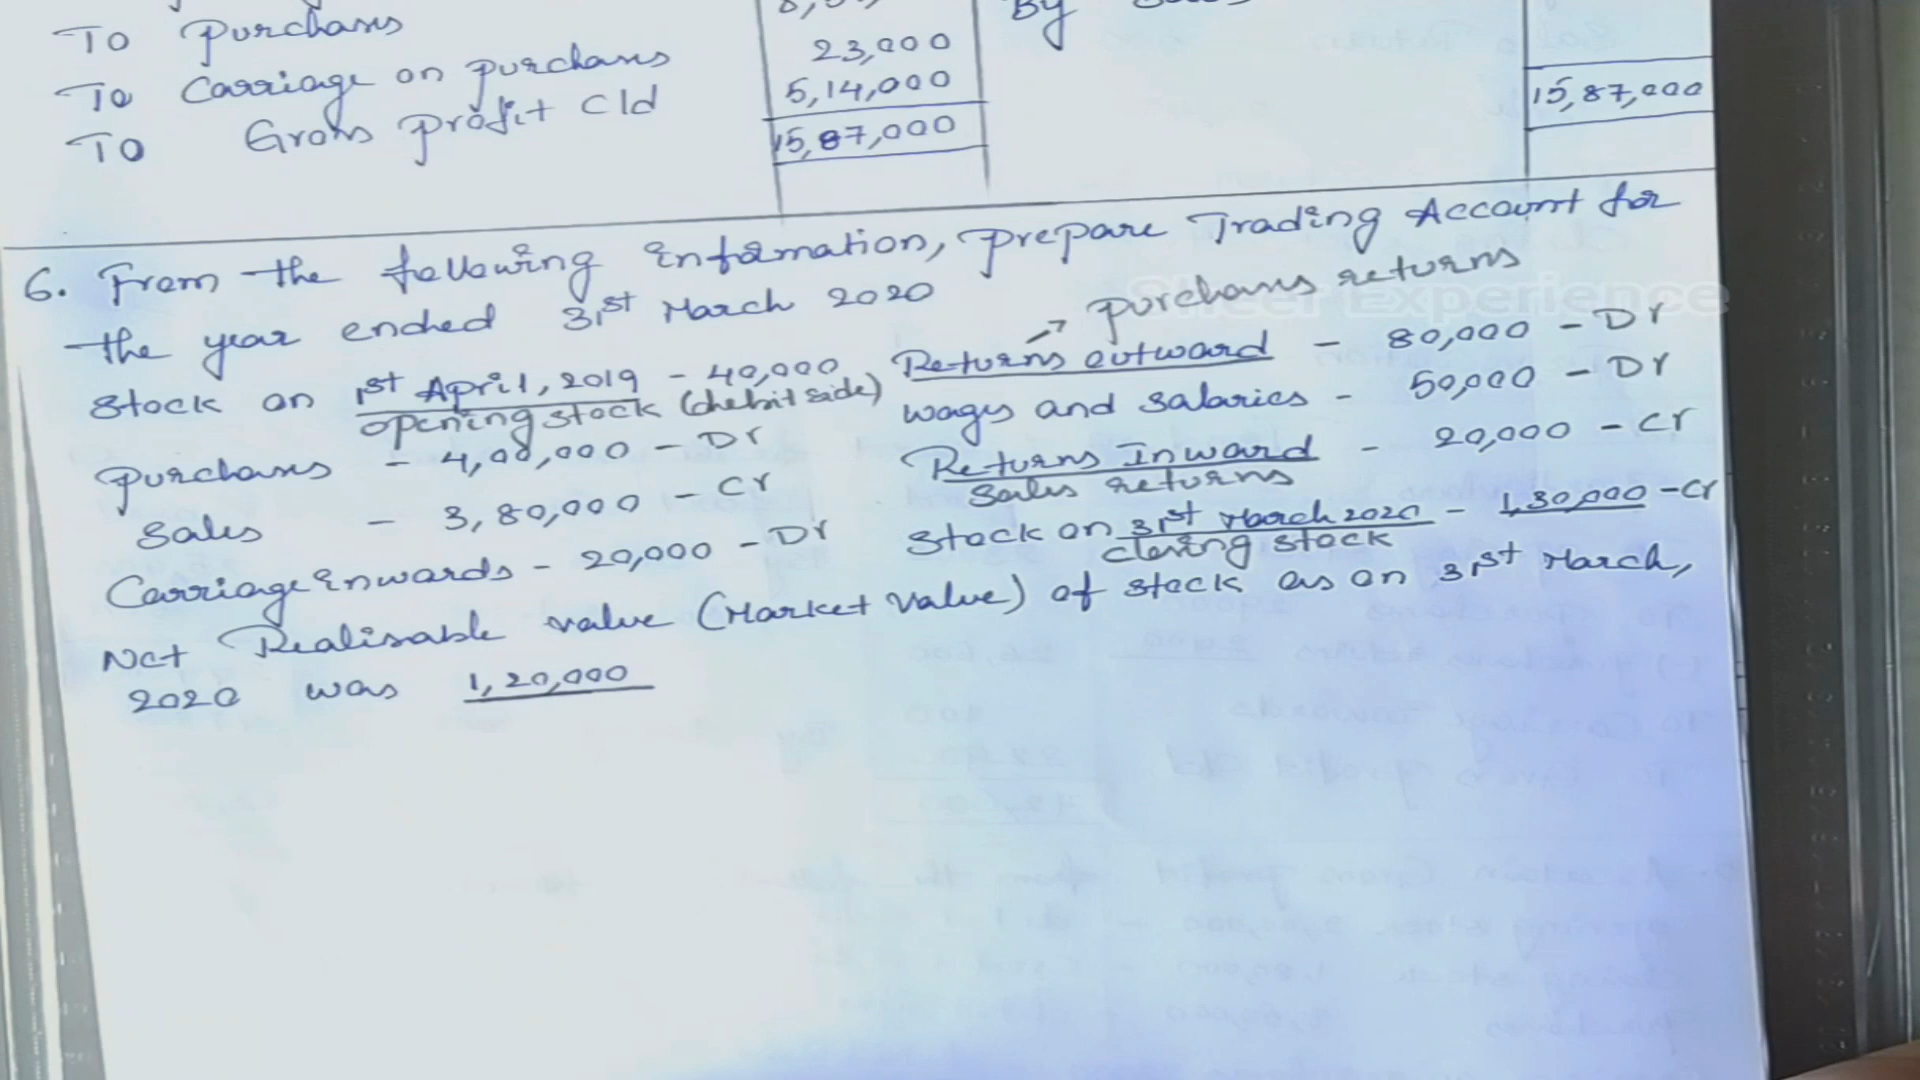 To purchases
23,000
By
To Carriage on purchases
5,14,000
15,87,000
To Gross profit C/d
15,87,000
6. From the following information, prepare Trading Account for
the year ended 31st March 2020
purchases returns
Sheer Experience
Stock on 1st April, 2019 - 40,000
Returns outward - 80,000 - Dr
opening stock (debit side)
wages and salaries - 50,000 - Dr
purchases - 4,00,000 - Dr
Returns Inward - 20,000 - Cr
Sales returns
Sales - 3,80,000 - Cr
Stock on 31st March 2020 - 1,30,000 - Cr
closing stock
Carriage Inwards - 20,000 - Dr
Net Realisable value (Market value) of stock as on 31st March,
2020 was 1,20,000